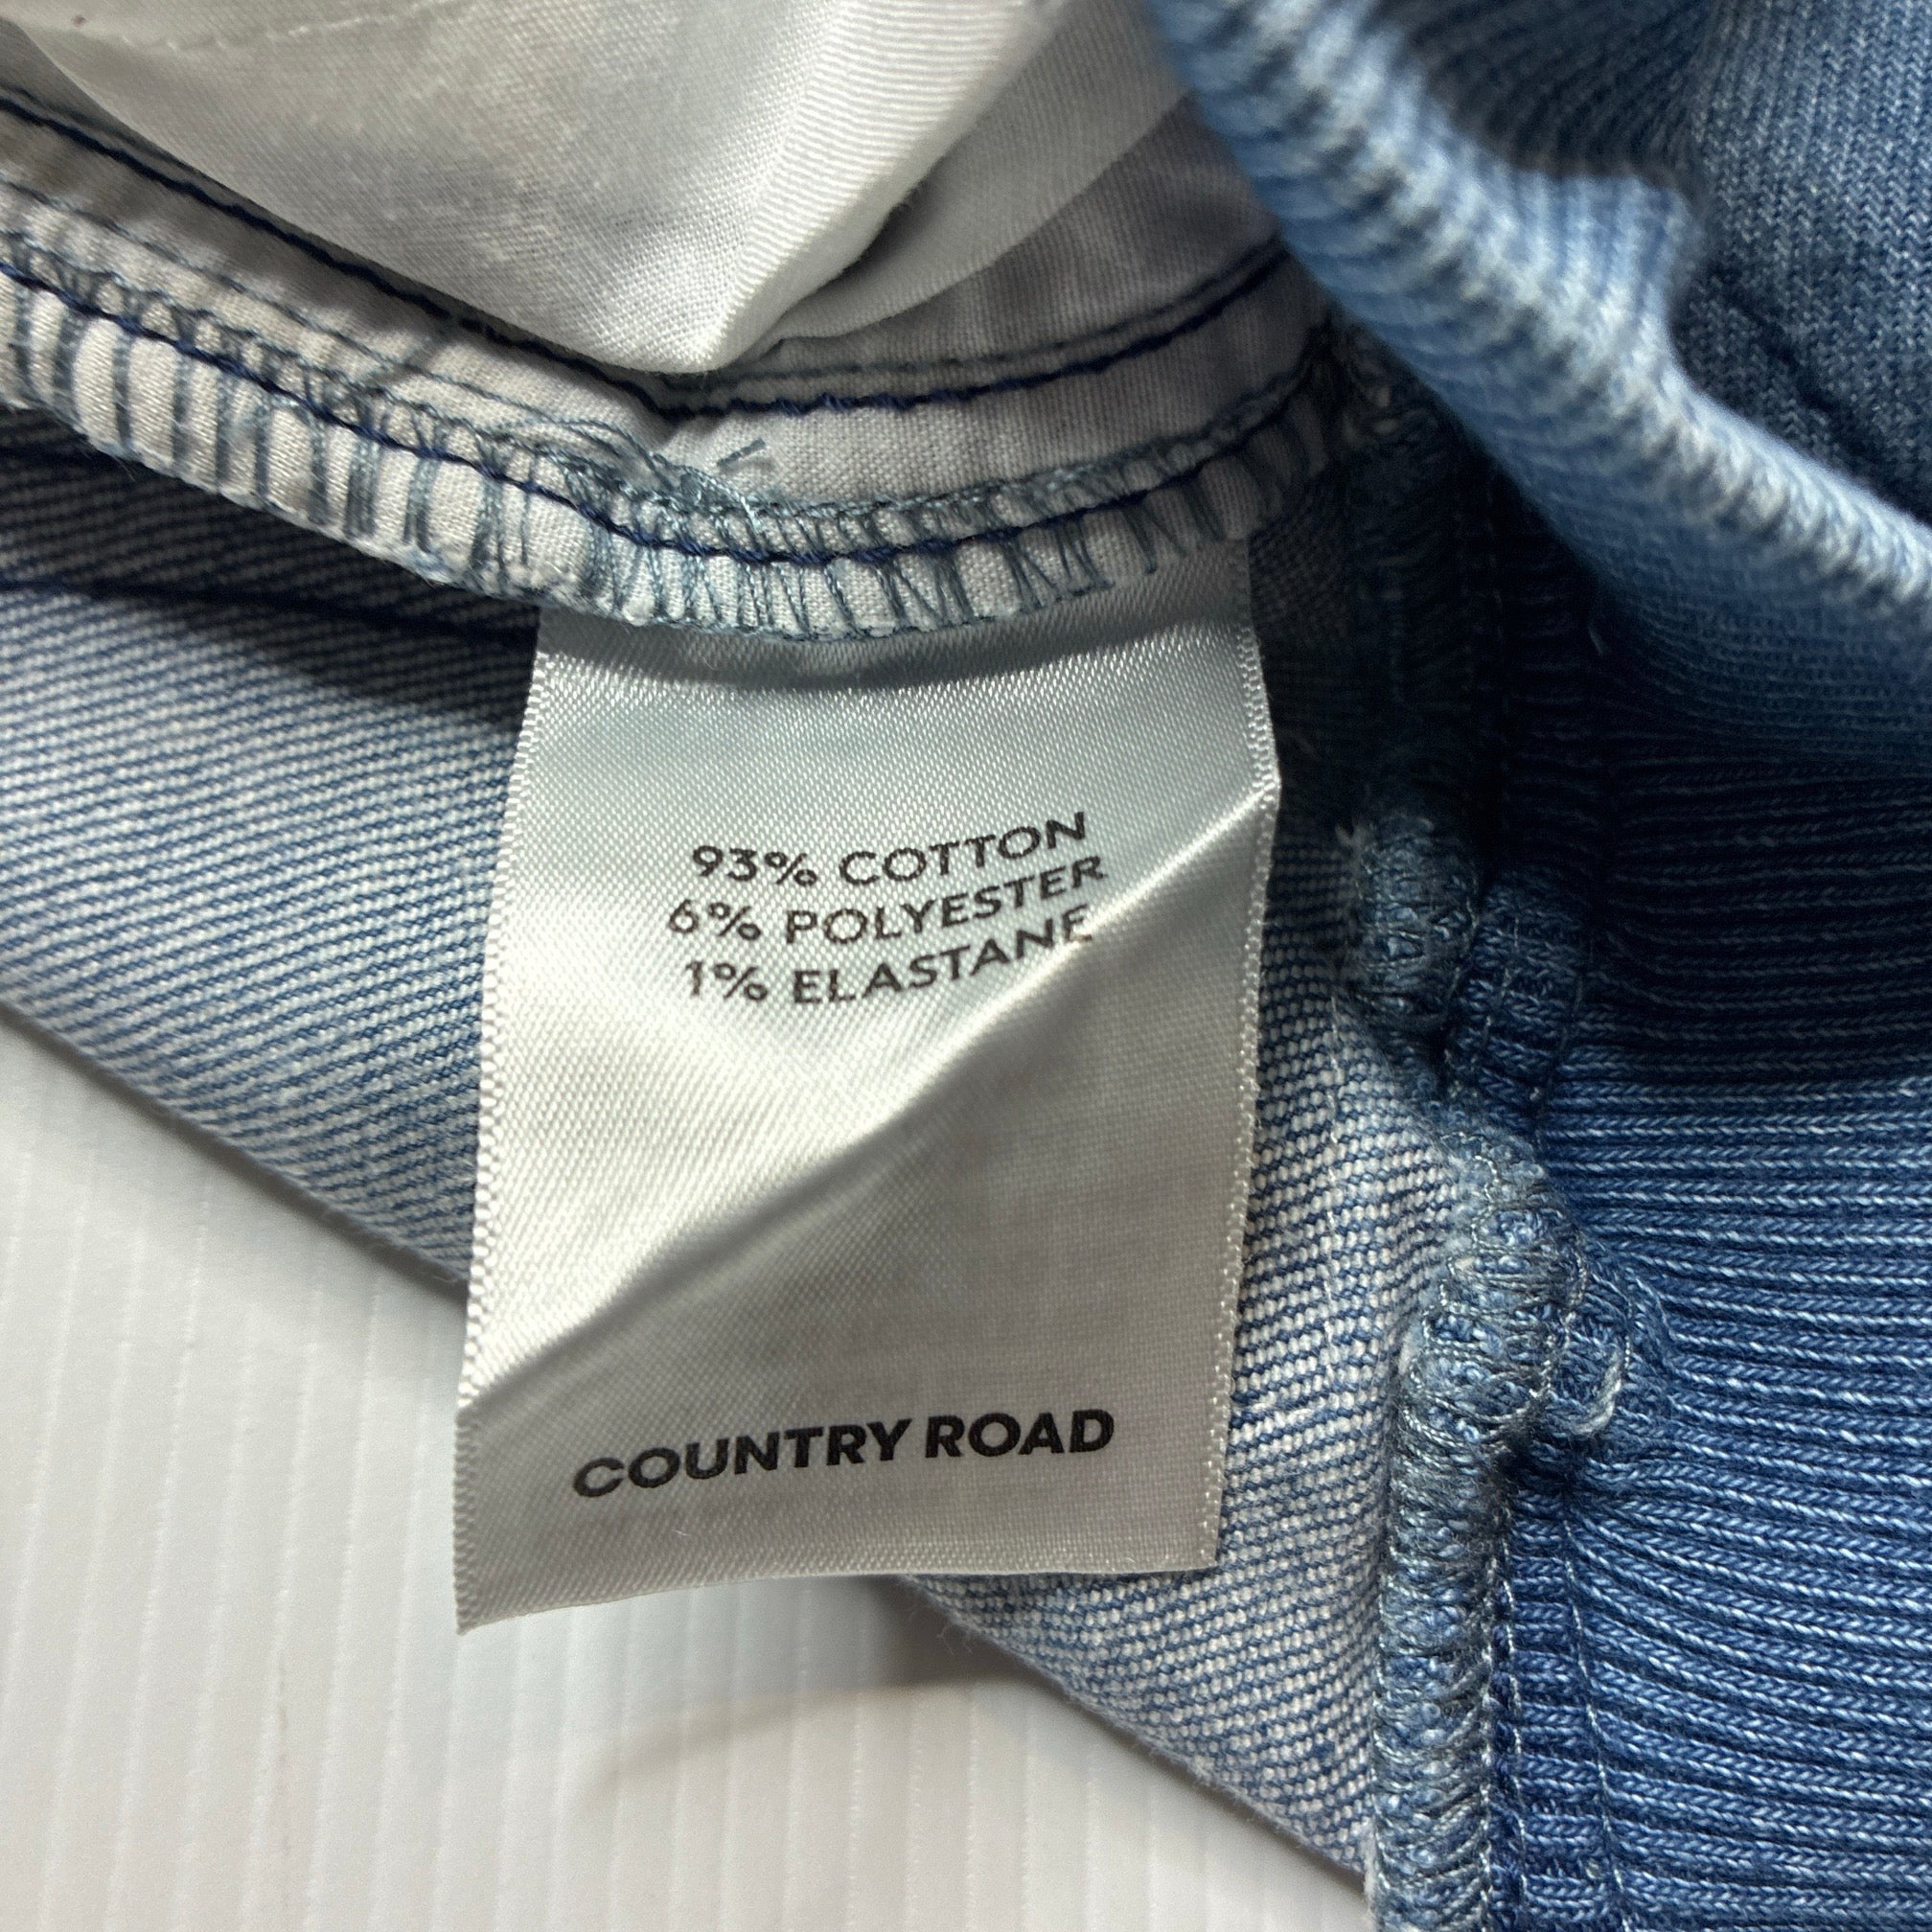 93% COTTON
6% POLYESTER
1% ELASTANE
COUNTRY ROAD